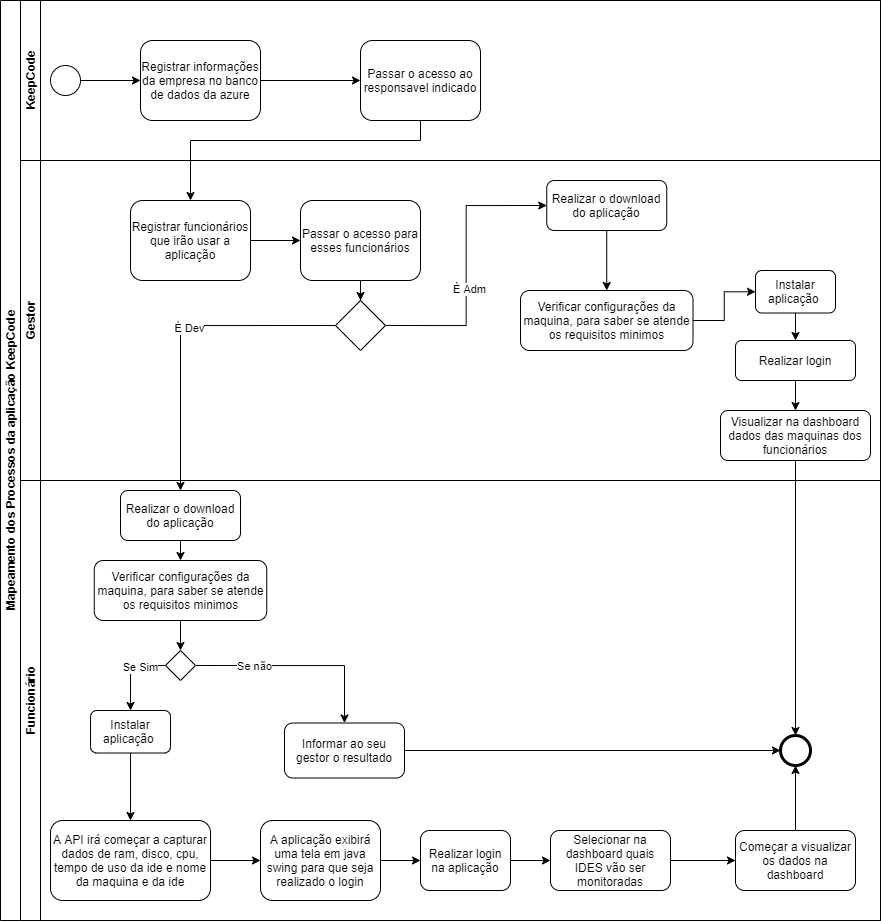 Mapeamento dos Processos da aplicação KeepCode
KeepCode
Registrar informações
da empresa no banco
de dados da azure
Passar o acesso ao
responsavel indicado
Gestor
Registrar funcionários
que irão usar a
aplicação
Passar o acesso para
esses funcionários
È Adm
È Dev
Realizar o download
do aplicação
Verificar configurações da
maquina, para saber se atende
os requisitos minimos
Instalar
aplicação
Realizar login
Visualizar na dashboard
dados das maquinas dos
funcionários
Funcionário
Realizar o download
do aplicação
Verificar configurações da
maquina, para saber se atende
os requisitos minimos
Se Sim
Se não
Instalar
aplicação
Informar ao seu
gestor o resultado
A API irá começar a capturar
dados de ram, disco, cpu,
tempo de uso da ide e nome
da maquina e da ide
A aplicação exibirá
uma tela em java
swing para que seja
realizado o login
Realizar login
na aplicação
Selecionar na
dashboard quais
IDES vão ser
monitoradas
Começar a visualizar
os dados na
dashboard